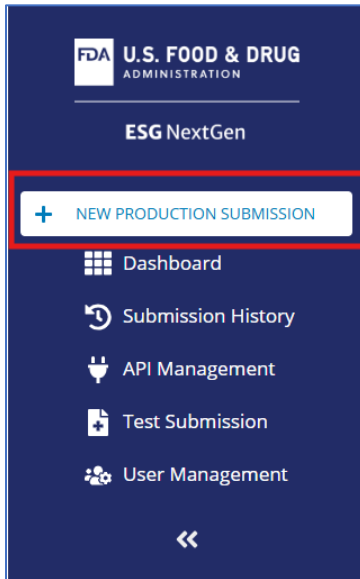 FDA
U.S. FOOD & DRUG
ADMINISTRATION
ESG NextGen
+ NEW PRODUCTION SUBMISSION
Dashboard
Submission History
API Management
Test Submission
User Management
«